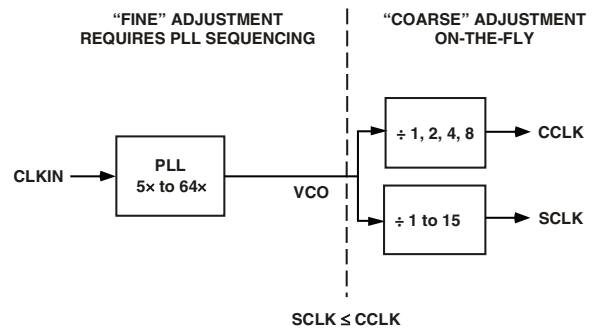 “FINE” ADJUSTMENT
REQUIRES PLL SEQUENCING
“COARSE” ADJUSTMENT
ON-THE-FLY
CLKIN
PLL
5× to 64×
VCO
÷ 1, 2, 4, 8
CCLK
÷ 1 to 15
SCLK
SCLK ≤ CCLK